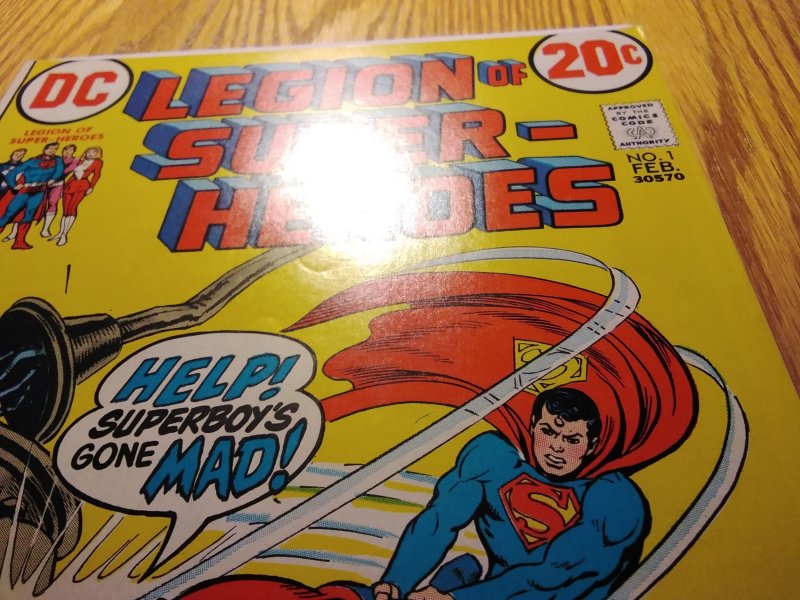 DC
LEGION OF
SUPER-
HEROES
20¢
LEGION OF
SUPER-HEROES
APPROVED
BY THE
COMICS
CODE
CA
AUTHORITY
NO. 1
FEB.
30570
HELP!
SUPERBOY'S
GONE MAD!
S